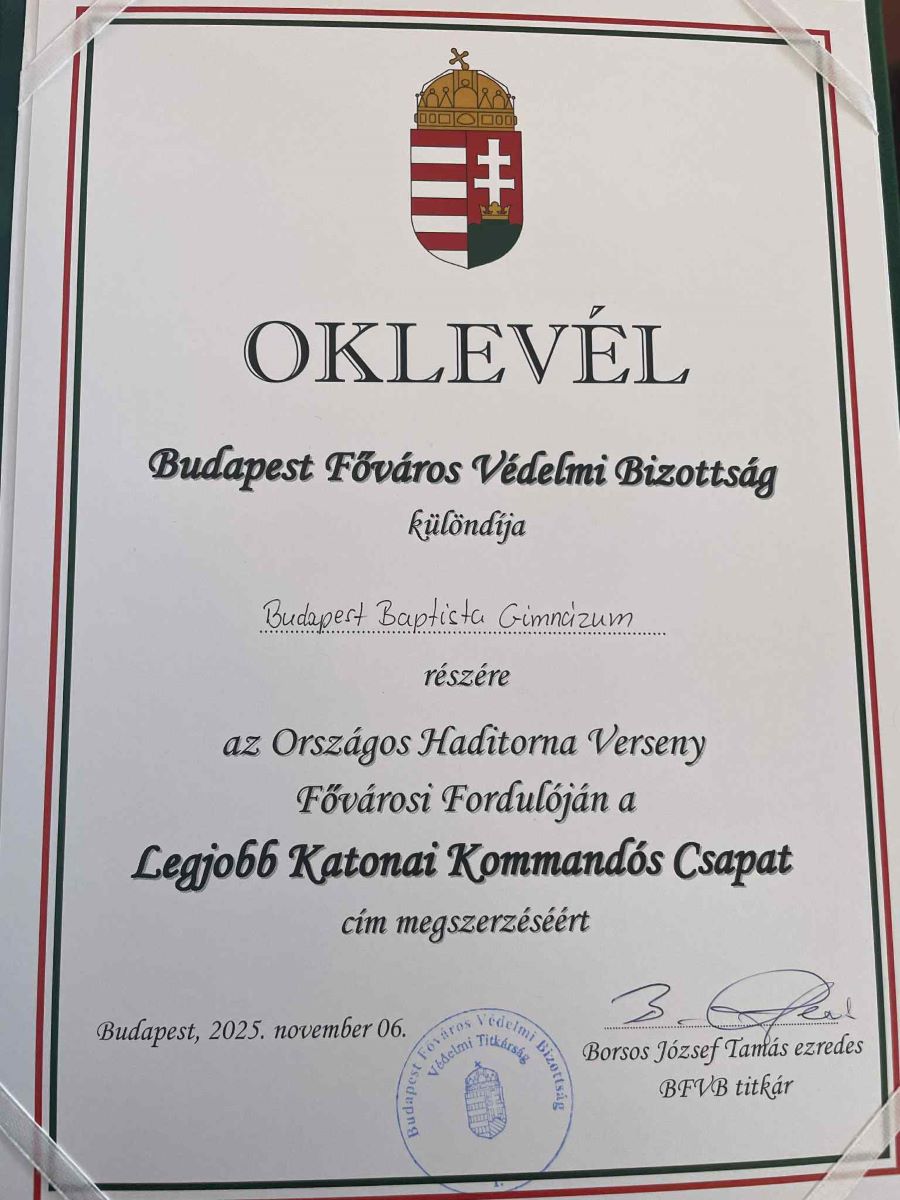 OKLEVÉL
Budapest Főváros Védelmi Bizottság
különdíja
Budapest Baptista Gimnázium
részére
az Országos Haditorna Verseny
Fővárosi Fordulóján a
Legjobb Katonai Kommandós Csapat
cím megszerzéséért
Budapest, 2025. november 06.
Budapest Főváros Védelmi Bizottság
Védelmi Titkárság
1.
Borsos József Tamás ezredes
BFVB titkár